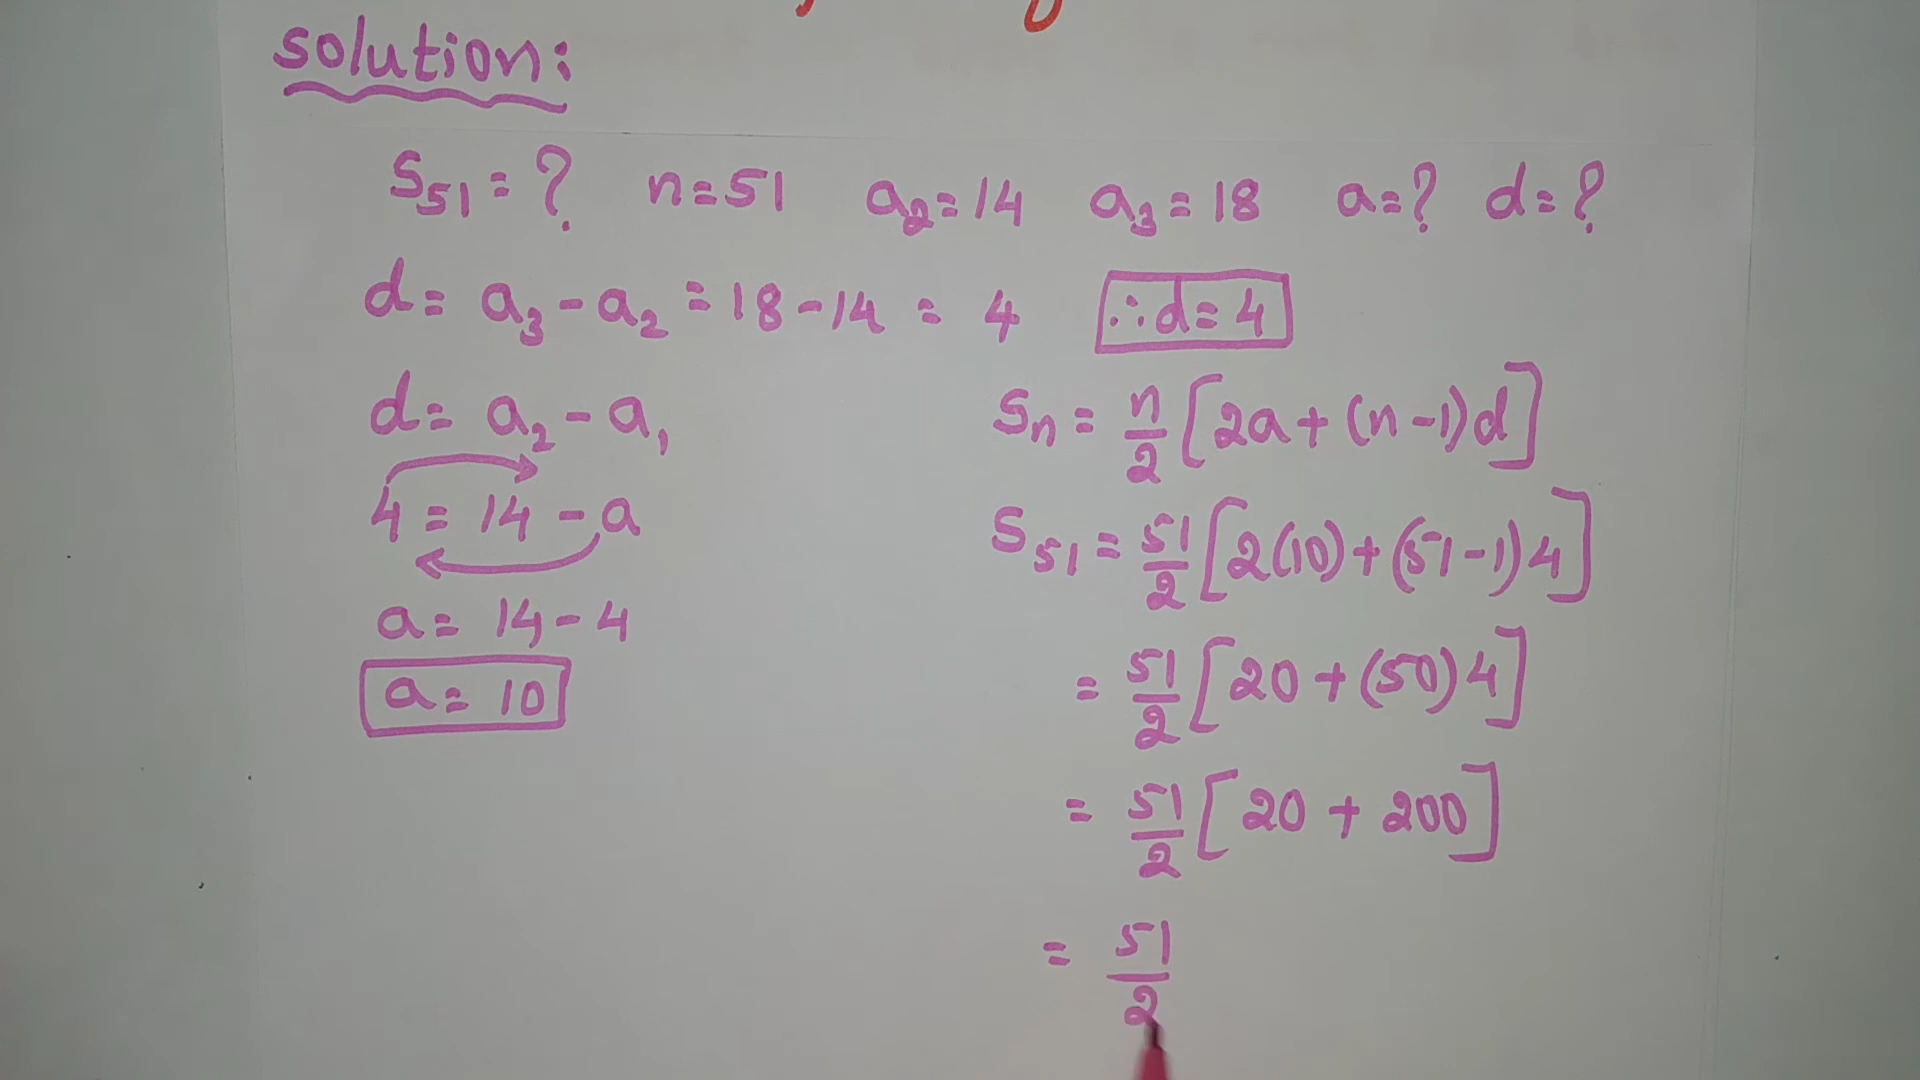 solution:
S₅₁ = ? n = 51 a₂ = 14 a₃ = 18 a = ? d = ?
d = a₃ - a₂ = 18 - 14 = 4 ∴ d = 4
d = a₂ - a₁
4 = 14 - a
a = 14 - 4
a = 10
Sₙ = n/2 [2a + (n - 1)d]
S₅₁ = 51/2 [2(10) + (51 - 1)4]
= 51/2 [20 + (50)4]
= 51/2 [20 + 200]
= 51/2